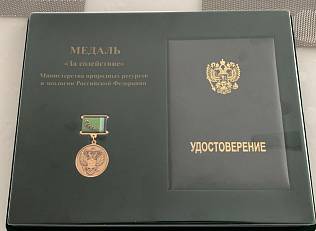 МЕДАЛЬ
«За содействие»
Министерства природных ресурсов
и экологии Российской Федерации
УДОСТОВЕРЕНИЕ